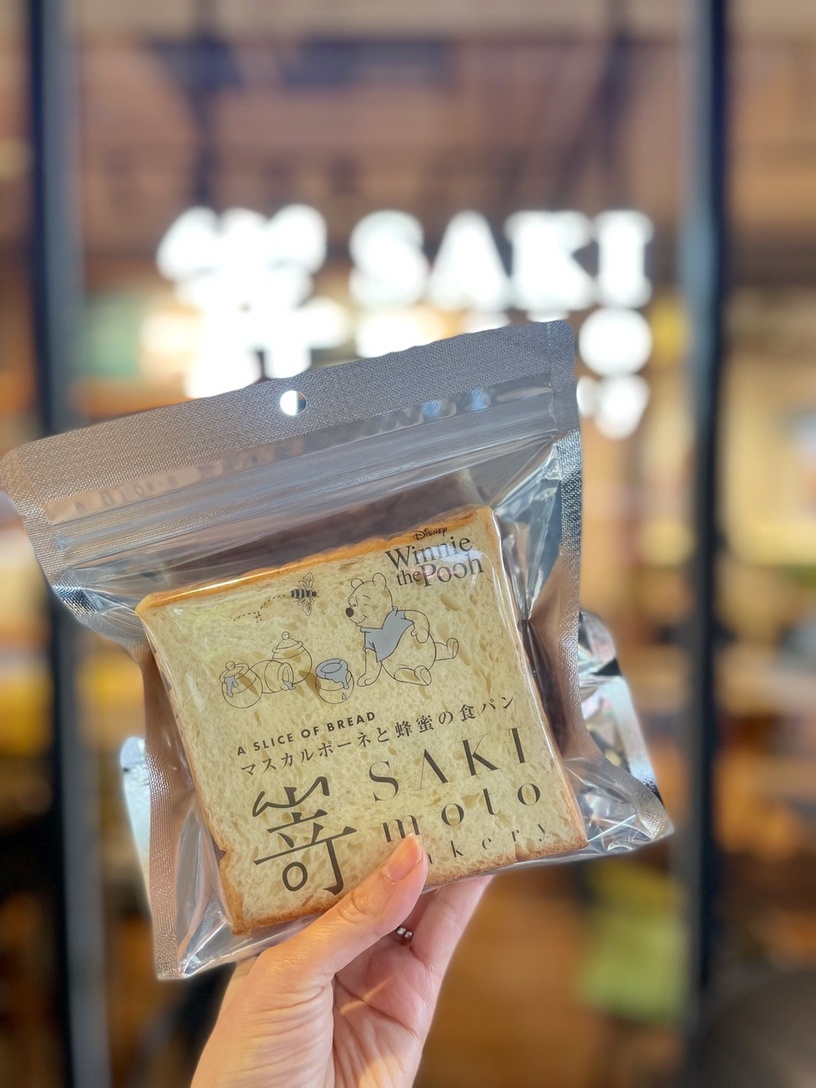 SAKI
DISNEY
Winnie
the Pooh
A SLICE OF BREAD
マスカルポーネと蜂蜜の食パン
嵜 SAKI
moto